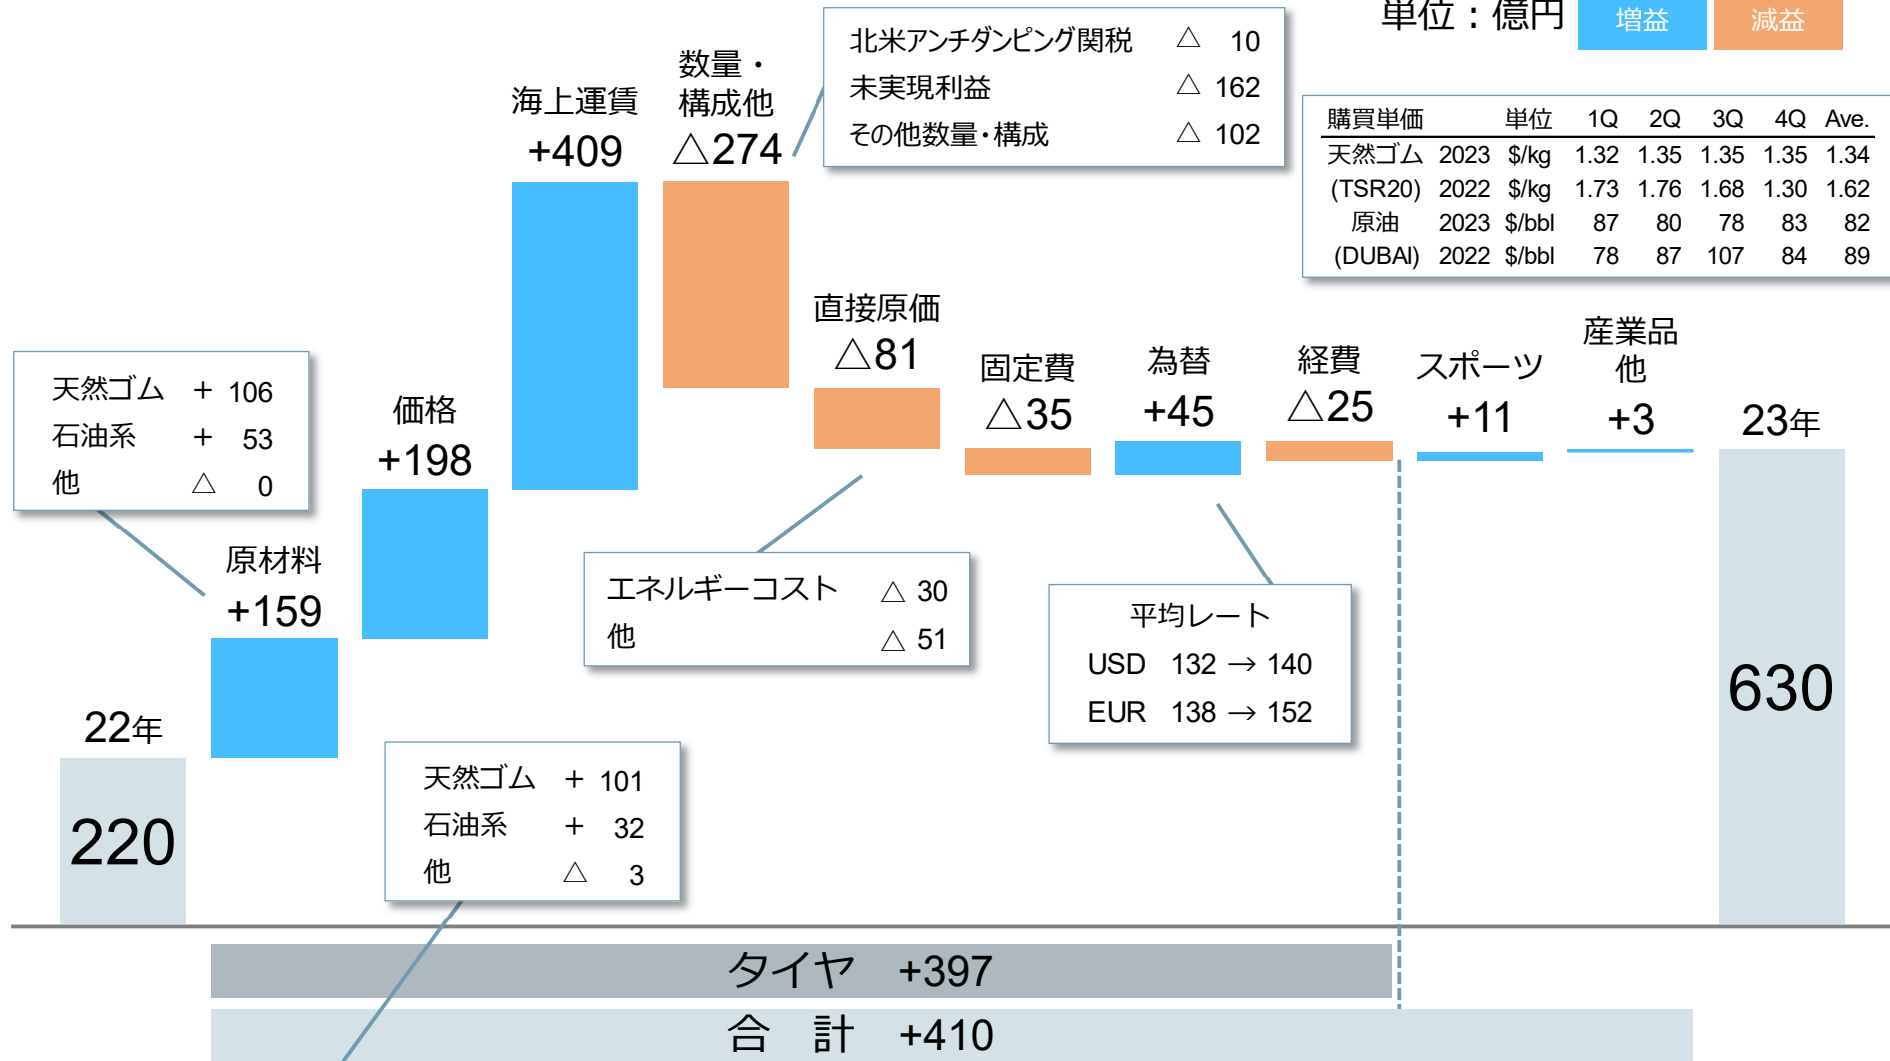 単位：億円
増益
減益
北米アンチダンピング関税 △ 10
未実現利益 △ 162
その他数量・構成 △ 102
購買単価 単位 1Q 2Q 3Q 4Q Ave.
天然ゴム 2023 $/kg 1.32 1.35 1.35 1.35 1.34
(TSR20) 2022 $/kg 1.73 1.76 1.68 1.30 1.62
原油 2023 $/bbl 87 80 78 83 82
(DUBAI) 2022 $/bbl 78 87 107 84 89
22年
220
天然ゴム + 106
石油系 + 53
他 △ 0
原材料
+159
価格
+198
海上運賃
+409
数量・
構成他
△274
直接原価
△81
固定費
△35
為替
+45
経費
△25
スポーツ
+11
産業品
他
+3
23年
630
エネルギーコスト △ 30
他 △ 51
平均レート
USD 132 → 140
EUR 138 → 152
天然ゴム + 101
石油系 + 32
他 △ 3
タイヤ +397
合 計 +410